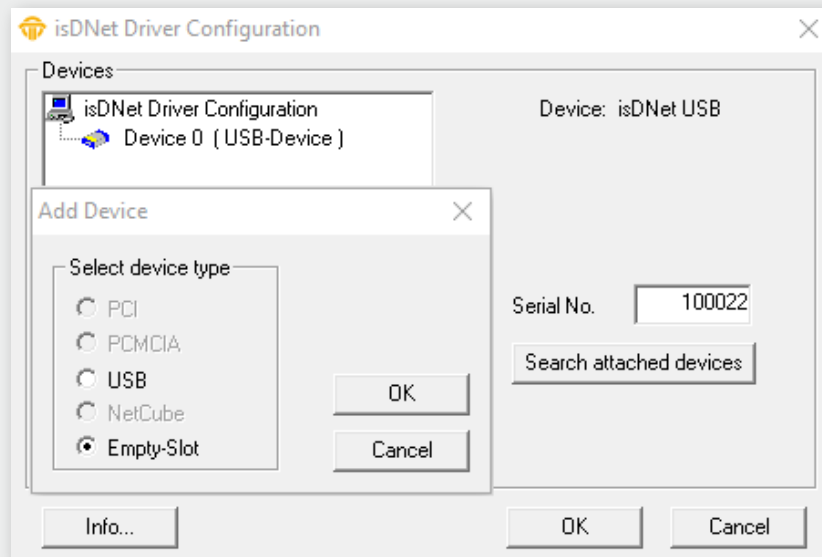 isDNet Driver Configuration
Devices
isDNet Driver Configuration
Device 0 ( USB-Device )
Device: isDNet USB
Add Device
Select device type
PCI
PCMCIA
USB
NetCube
Empty-Slot
OK
Cancel
Serial No. 100022
Search attached devices
Info...
OK
Cancel